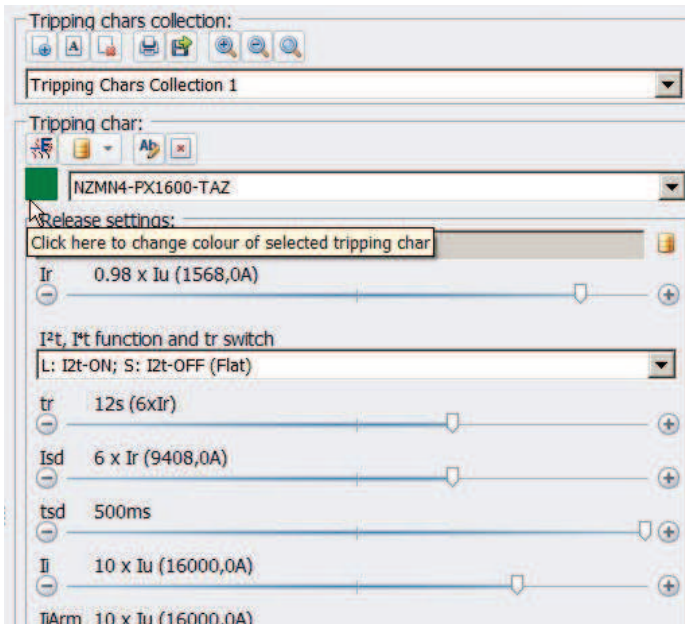 Tripping chars collection:
A
Tripping Chars Collection 1
Tripping char:
Ab
NZMN4-PX1600-TAZ
Release settings:
Click here to change colour of selected tripping char
Ir 0.98 x Iu (1568,0A)
I²t, I⁴t function and tr switch
L: I2t-ON; S: I2t-OFF (Flat)
tr 12s (6xIr)
Isd 6 x Ir (9408,0A)
tsd 500ms
Ii 10 x Iu (16000,0A)
IiArm 10 x Iu (16000,0A)